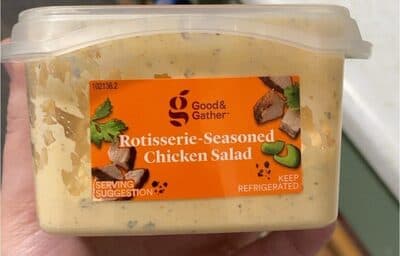 102136.2
Good&
Gather™
Rotisserie-Seasoned
Chicken Salad
SERVING
SUGGESTION
KEEP
REFRIGERATED